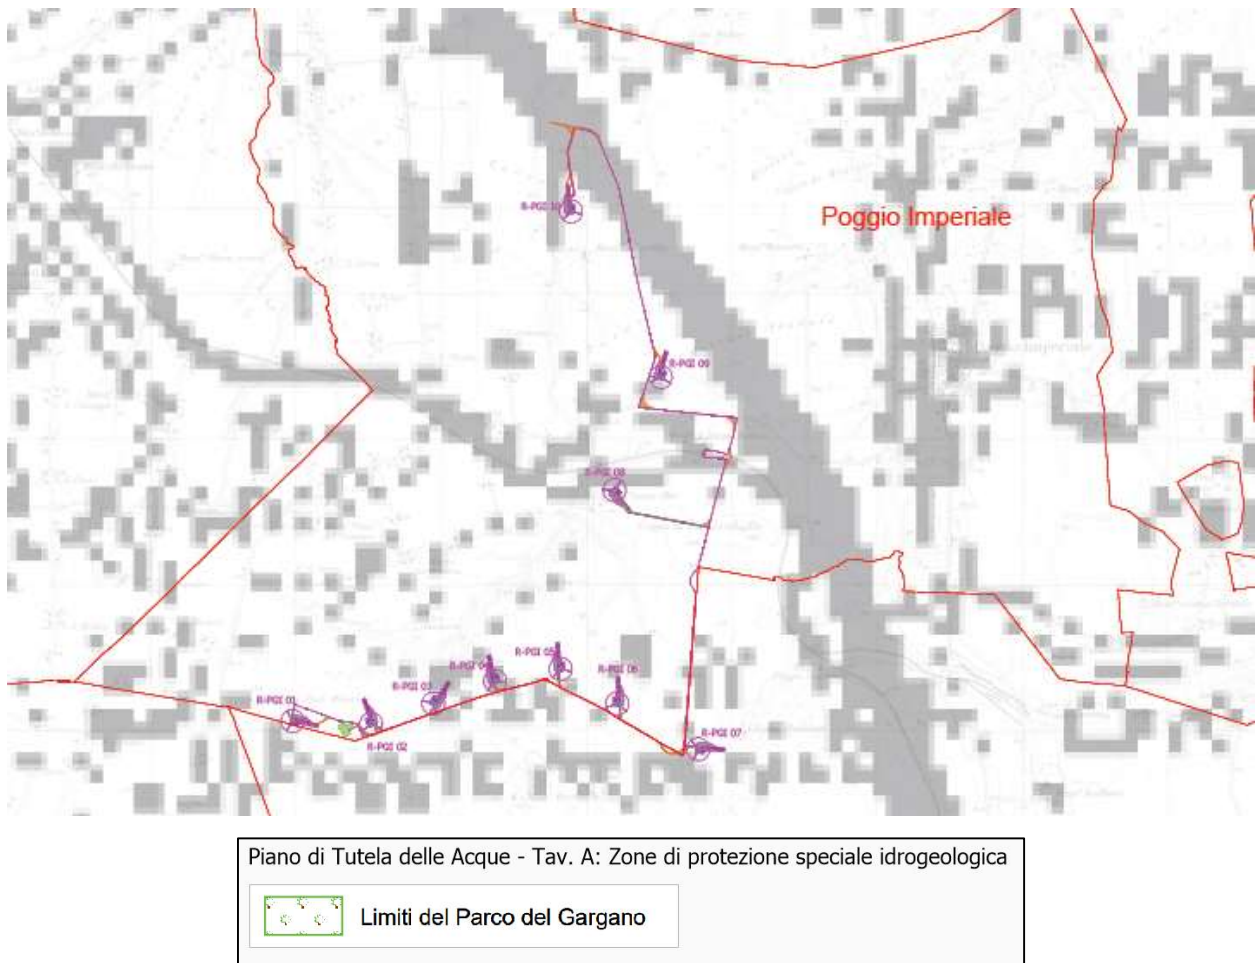 R-PGI 10
Poggio Imperiale
R-PGI 09
R-PGI 08
R-PGI 05
R-PGI 04
R-PGI 06
R-PGI 03
R-PGI 01
R-PGI 07
R-PGI 02
Piano di Tutela delle Acque - Tav. A: Zone di protezione speciale idrogeologica
Limiti del Parco del Gargano